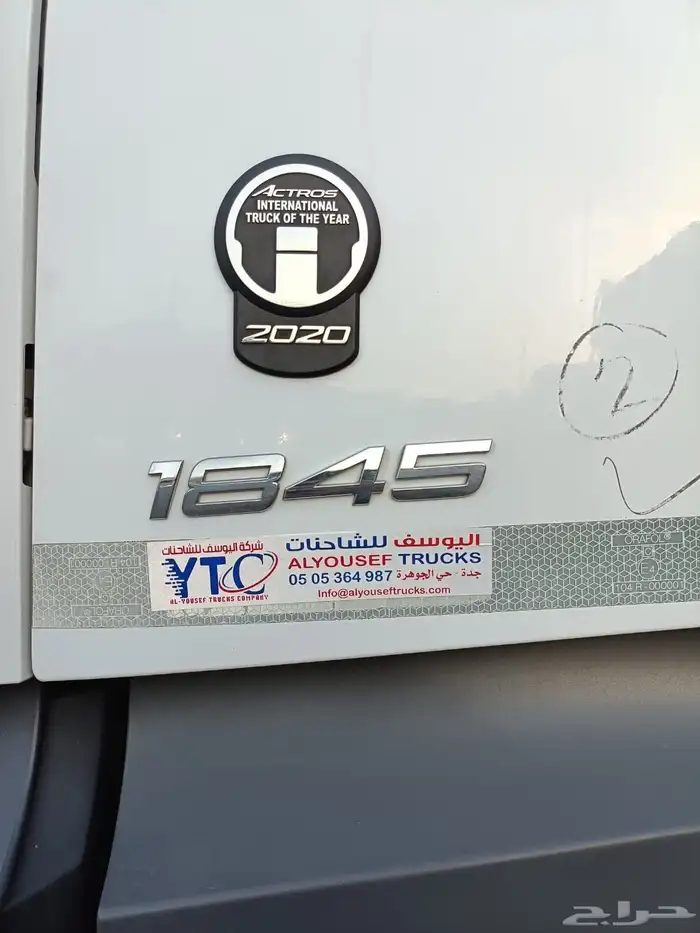 ACTROS
INTERNATIONAL
TRUCK OF THE YEAR
2020
2
1845
شركة اليوسف للشاحنات
YTC
AL-YOUSEF TRUCKS COMPANY
اليوسف للشاحنات
ALYOUSEF TRUCKS
05 05 364 987 جدة - حي الجوهرة
Info@alyouseftrucks.com
ORAFOL®
حراج